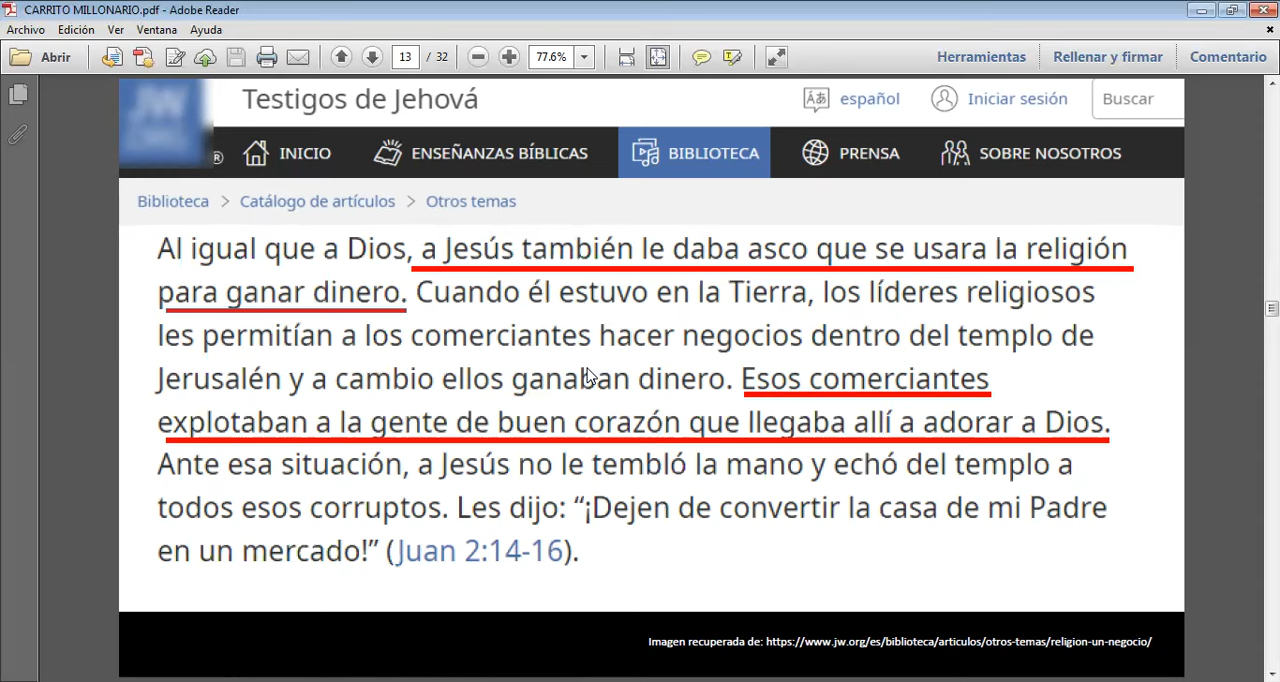 CARRITO MILLONARIO.pdf - Adobe Reader
Archivo Edición Ver Ventana Ayuda
Abrir 13 / 32 77.6% Herramientas Rellenar y firmar Comentario
Testigos de Jehová español Iniciar sesión Buscar
INICIO ENSEÑANZAS BÍBLICAS BIBLIOTECA PRENSA SOBRE NOSOTROS
Biblioteca > Catálogo de artículos > Otros temas
Al igual que a Dios, a Jesús también le daba asco que se usara la religión
para ganar dinero. Cuando él estuvo en la Tierra, los líderes religiosos
les permitían a los comerciantes hacer negocios dentro del templo de
Jerusalén y a cambio ellos ganaban dinero. Esos comerciantes
explotaban a la gente de buen corazón que llegaba allí a adorar a Dios.
Ante esa situación, a Jesús no le tembló la mano y echó del templo a
todos esos corruptos. Les dijo: “¡Dejen de convertir la casa de mi Padre
en un mercado!” (Juan 2:14-16).
Imagen recuperada de: https://www.jw.org/es/biblioteca/articulos/otros-temas/religion-un-negocio/